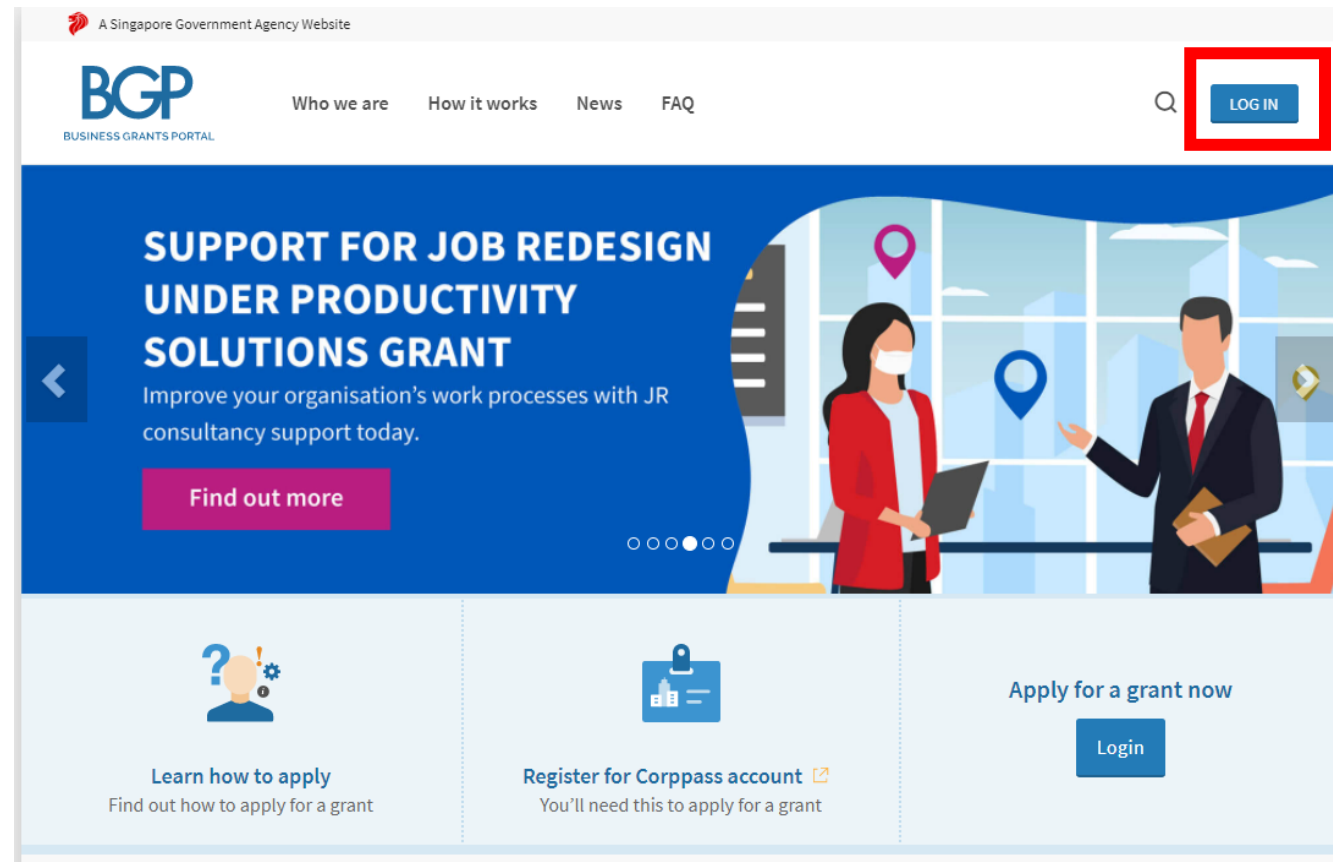 A Singapore Government Agency Website
BGP
BUSINESS GRANTS PORTAL
Who we are How it works News FAQ
LOG IN
SUPPORT FOR JOB REDESIGN
UNDER PRODUCTIVITY
SOLUTIONS GRANT
Improve your organisation's work processes with JR
consultancy support today.
Find out more
Learn how to apply
Find out how to apply for a grant
Register for Corppass account
You'll need this to apply for a grant
Apply for a grant now
Login